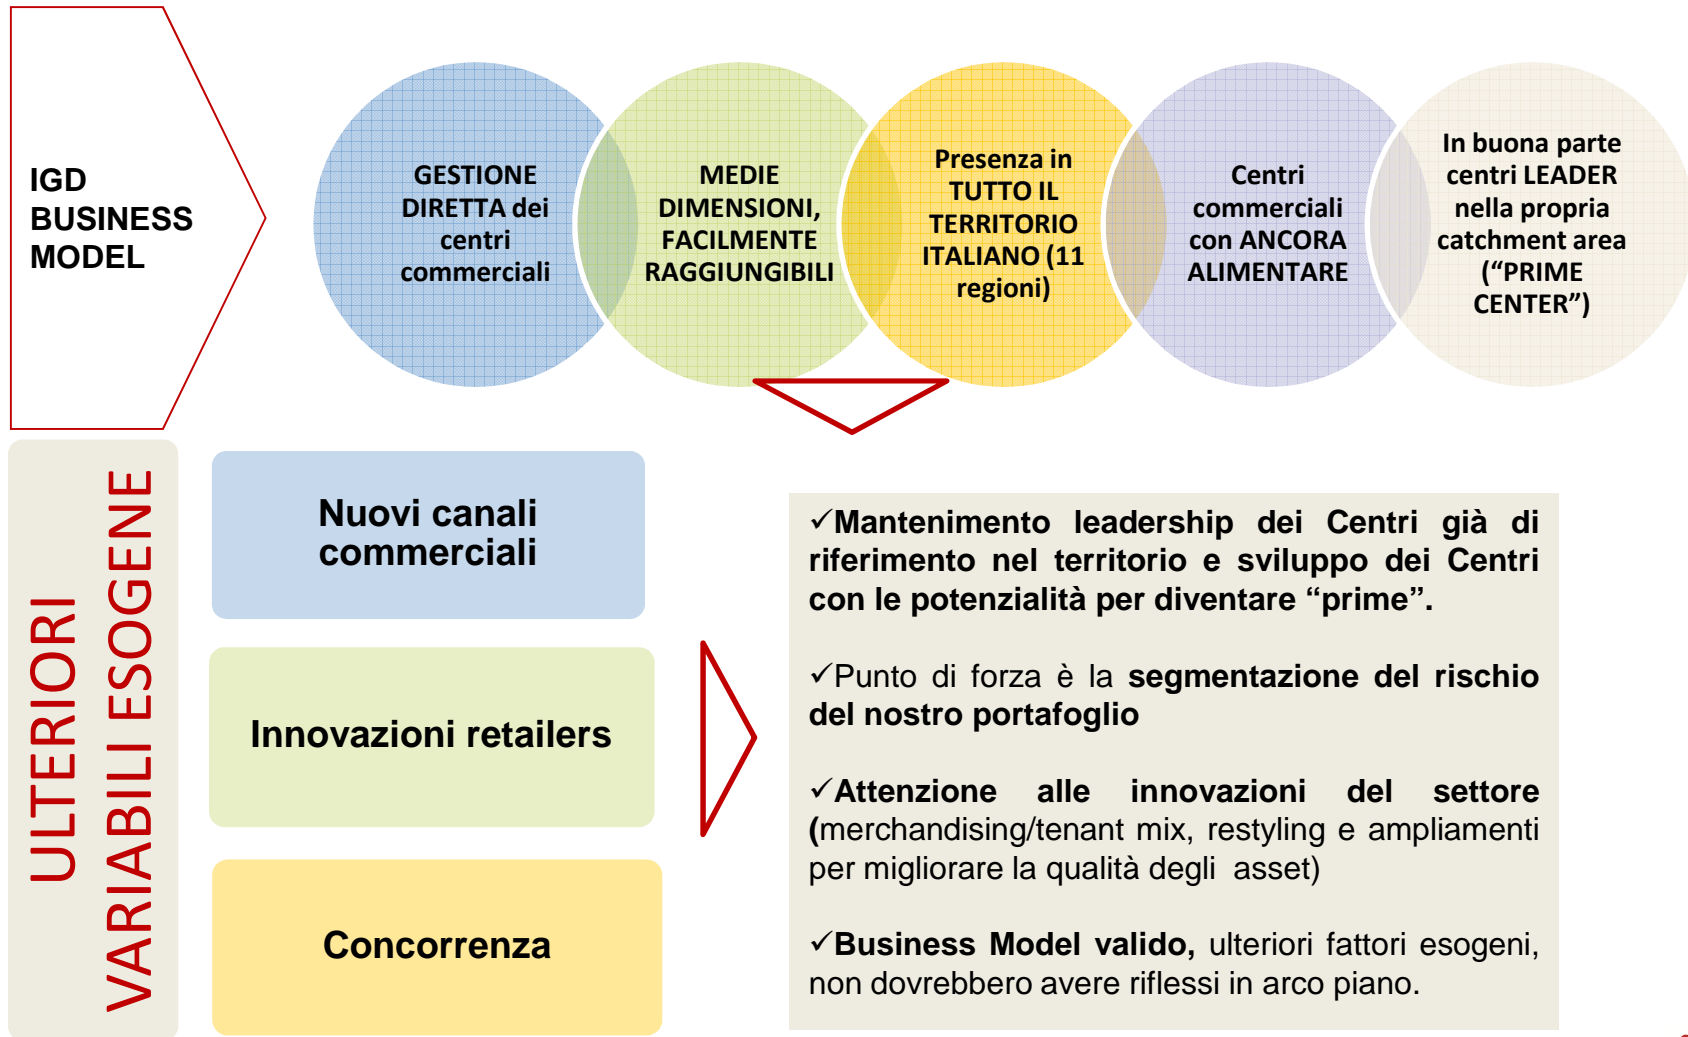 IGD
BUSINESS
MODEL
GESTIONE
DIRETTA dei
centri
commerciali
MEDIE
DIMENSIONI,
FACILMENTE
RAGGIUNGIBILI
Presenza in
TUTTO IL
TERRITORIO
ITALIANO (11
regioni)
Centri
commerciali
con ANCORA
ALIMENTARE
In buona parte
centri LEADER
nella propria
catchment area
(“PRIME
CENTER”)
ULTERIORI
VARIABILI ESOGENE
Nuovi canali
commerciali
Innovazioni retailers
Concorrenza
✓Mantenimento leadership dei Centri già di
riferimento nel territorio e sviluppo dei Centri
con le potenzialità per diventare “prime”.
✓Punto di forza è la segmentazione del rischio
del nostro portafoglio
✓Attenzione alle innovazioni del settore
(merchandising/tenant mix, restyling e ampliamenti
per migliorare la qualità degli asset)
✓Business Model valido, ulteriori fattori esogeni,
non dovrebbero avere riflessi in arco piano.